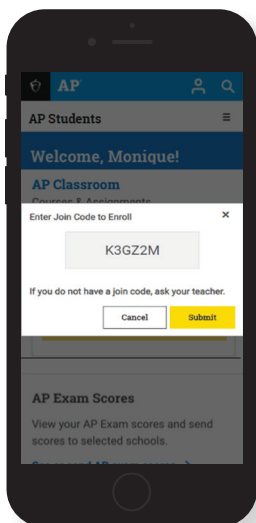 AP
AP Students
Welcome, Monique!
AP Classroom
Courses & Assignments
Enter Join Code to Enroll
K3GZ2M
If you do not have a join code, ask your teacher.
Cancel Submit
AP Exam Scores
View your AP Exam scores and send
scores to selected schools.